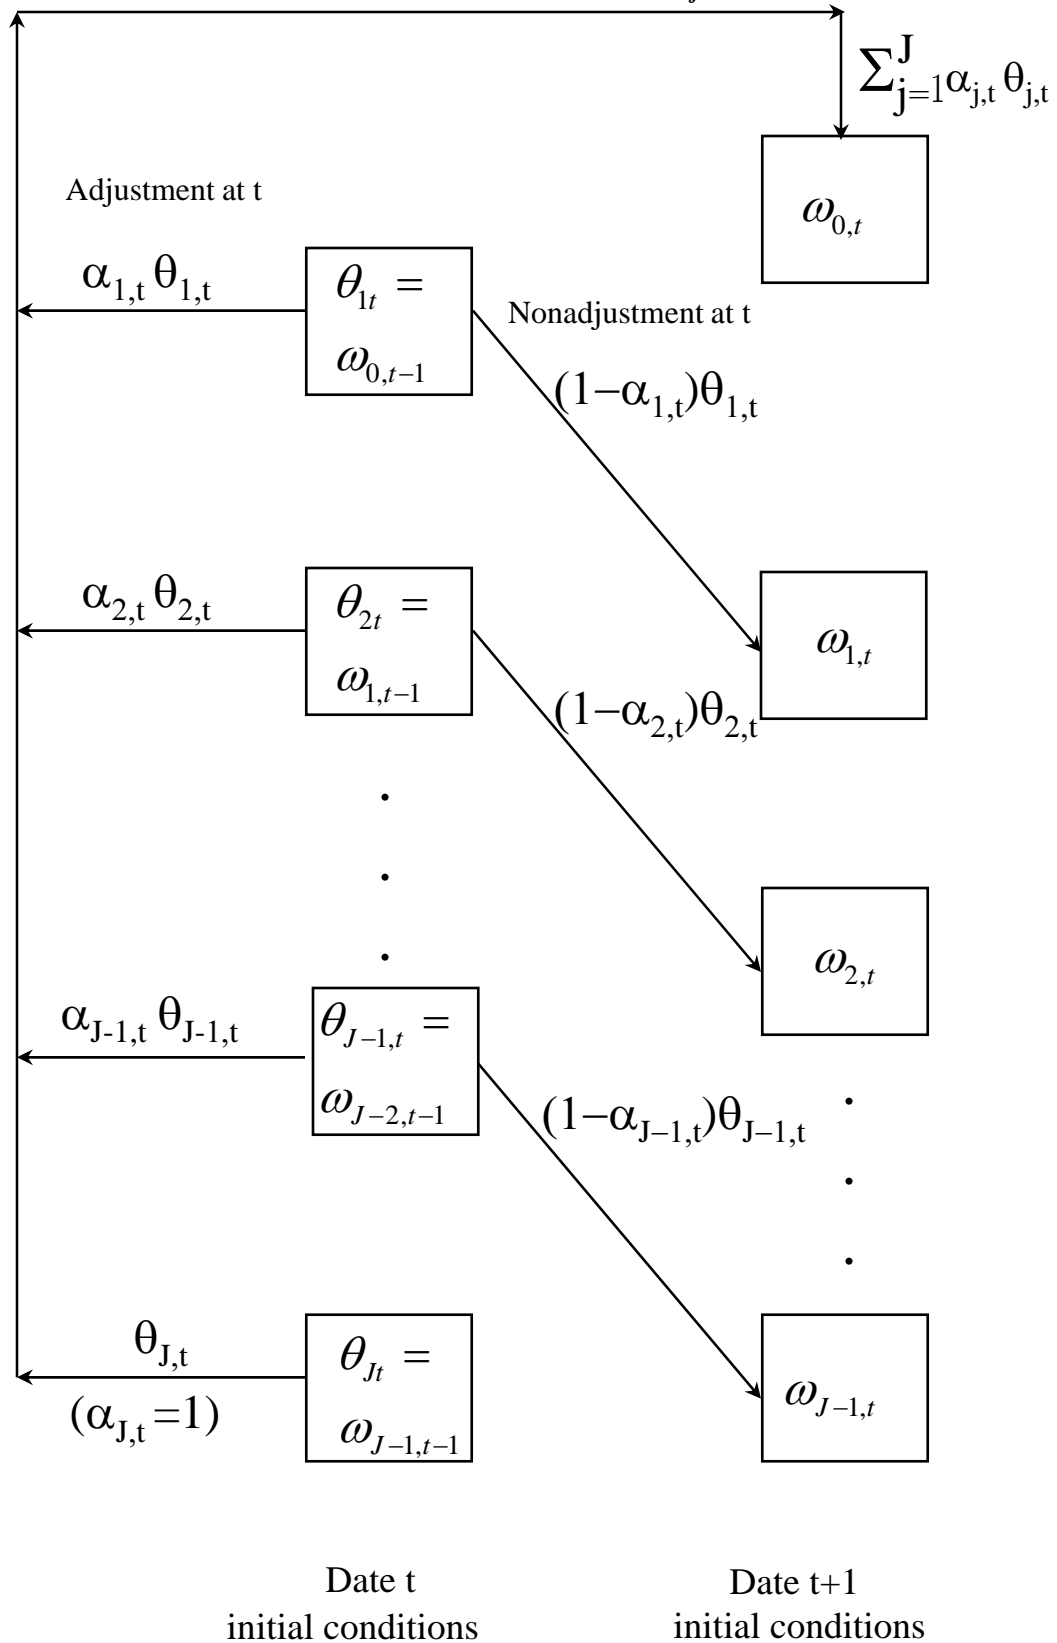 ∑ᴶⱼ₌₁ α_{j,t} θ_{j,t}
ω_{0,t}
Adjustment at t
α_{1,t} θ_{1,t}
θ_{1t} =
ω_{0,t−1}
Nonadjustment at t
(1−α_{1,t})θ_{1,t}
α_{2,t} θ_{2,t}
θ_{2t} =
ω_{1,t−1}
ω_{1,t}
(1−α_{2,t})θ_{2,t}
.
.
.
ω_{2,t}
α_{J-1,t} θ_{J-1,t}
θ_{J−1,t} =
ω_{J−2,t−1}
(1−α_{J−1,t})θ_{J−1,t}
.
.
.
θ_{J,t}
(α_{J,t}=1)
θ_{Jt} =
ω_{J−1,t−1}
ω_{J−1,t}
Date t
initial conditions
Date t+1
initial conditions